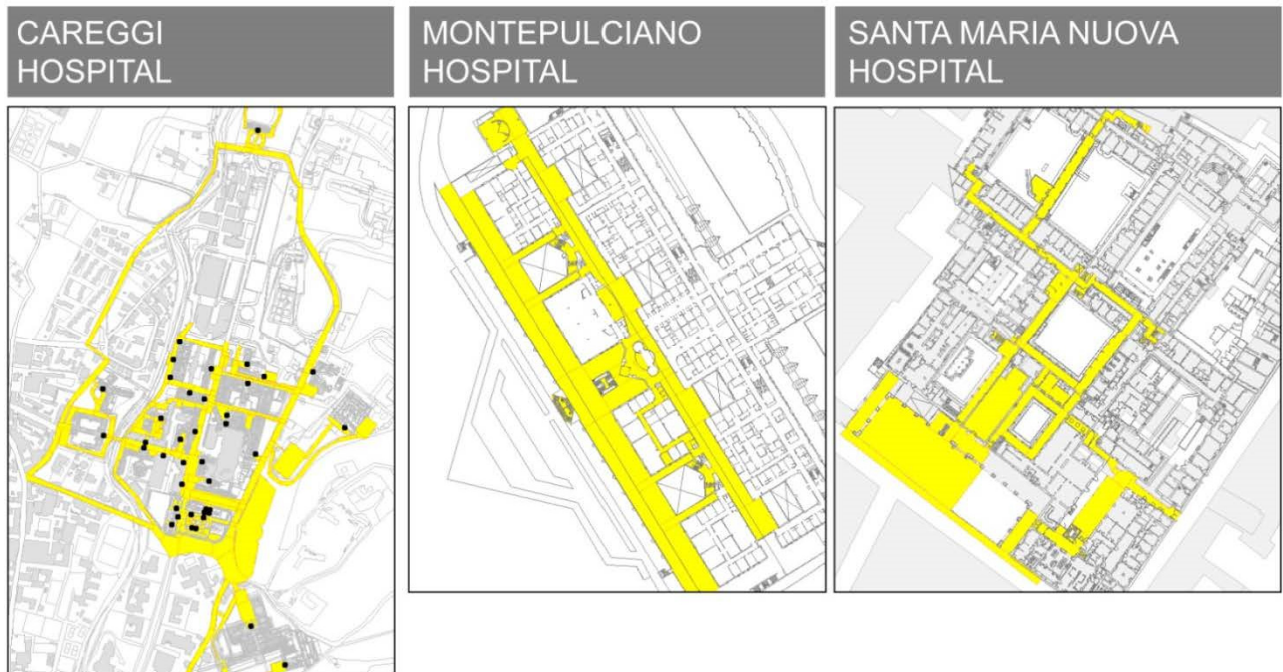 CAREGGI
HOSPITAL
MONTEPULCIANO
HOSPITAL
SANTA MARIA NUOVA
HOSPITAL